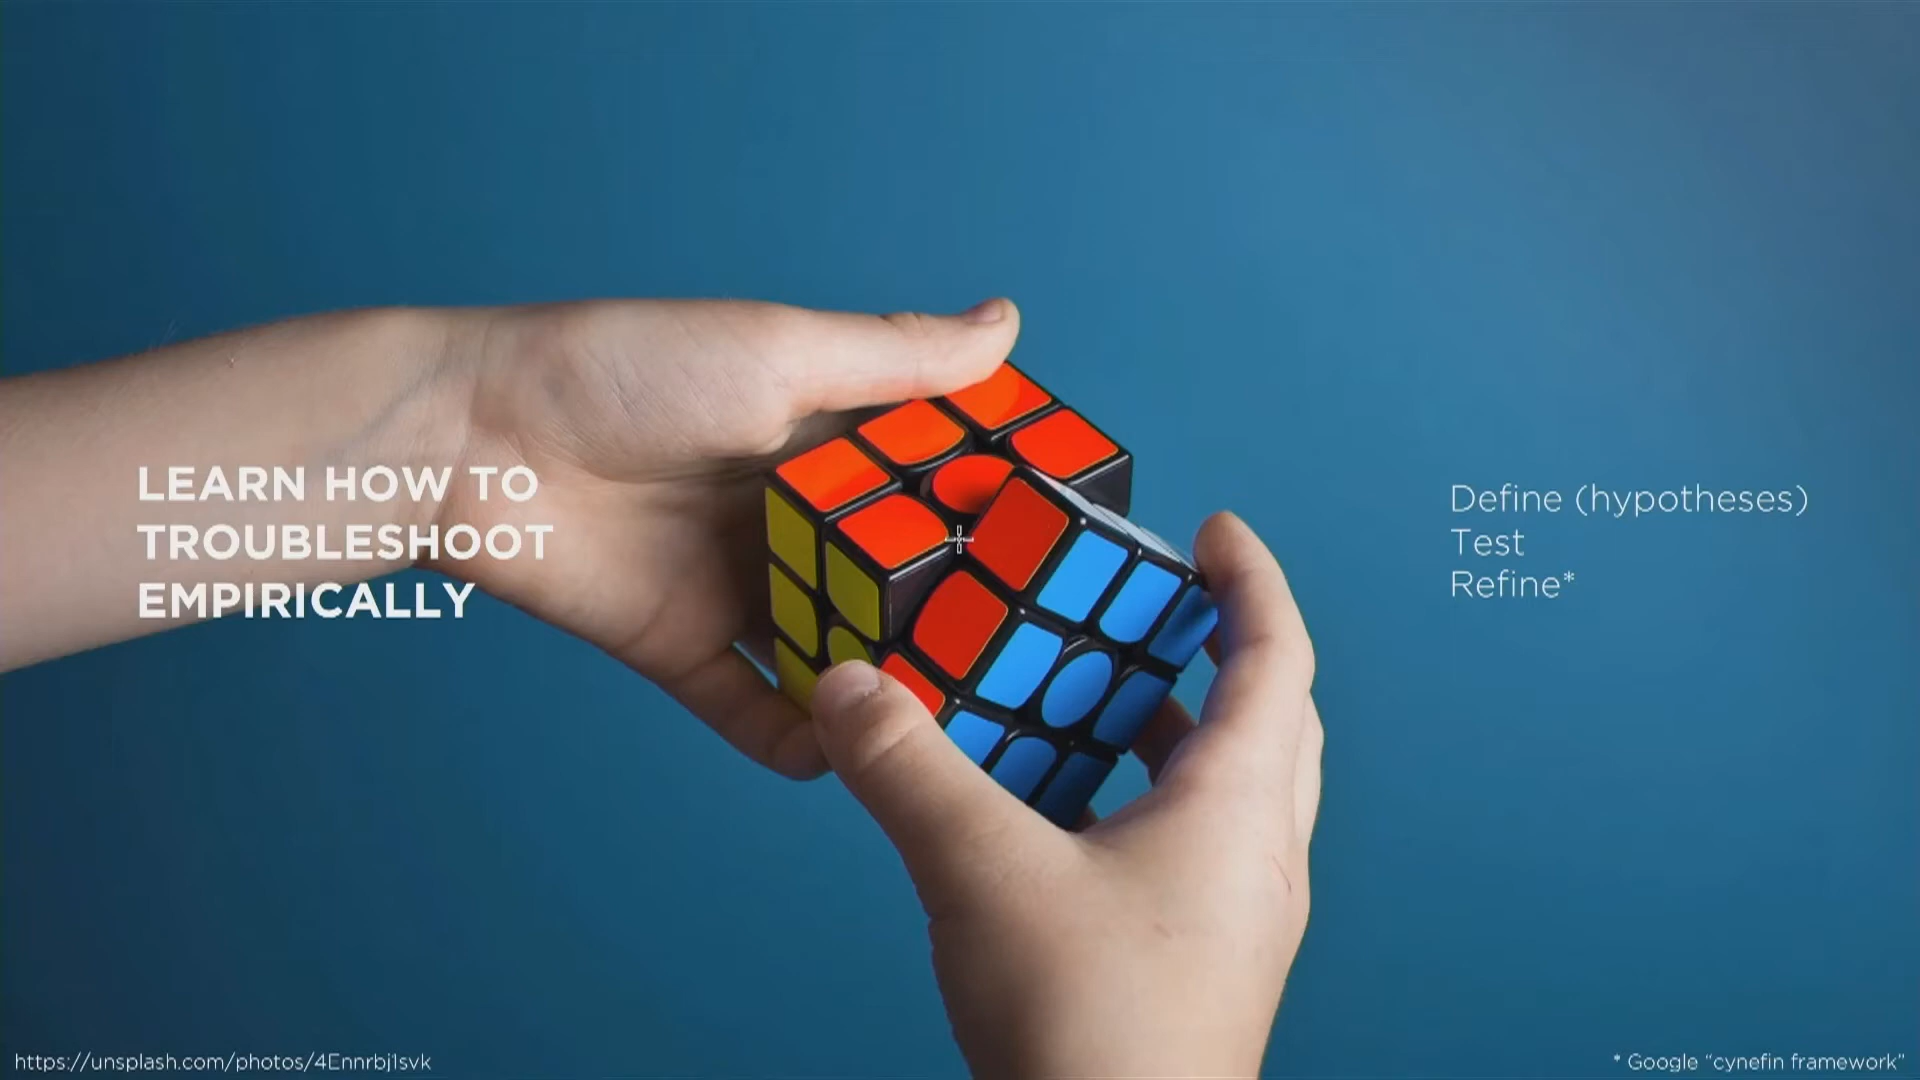 LEARN HOW TO
TROUBLESHOOT
EMPIRICALLY
Define (hypotheses)
Test
Refine*
https://unsplash.com/photos/4Ennrbj1svk
* Google “cynefin framework”